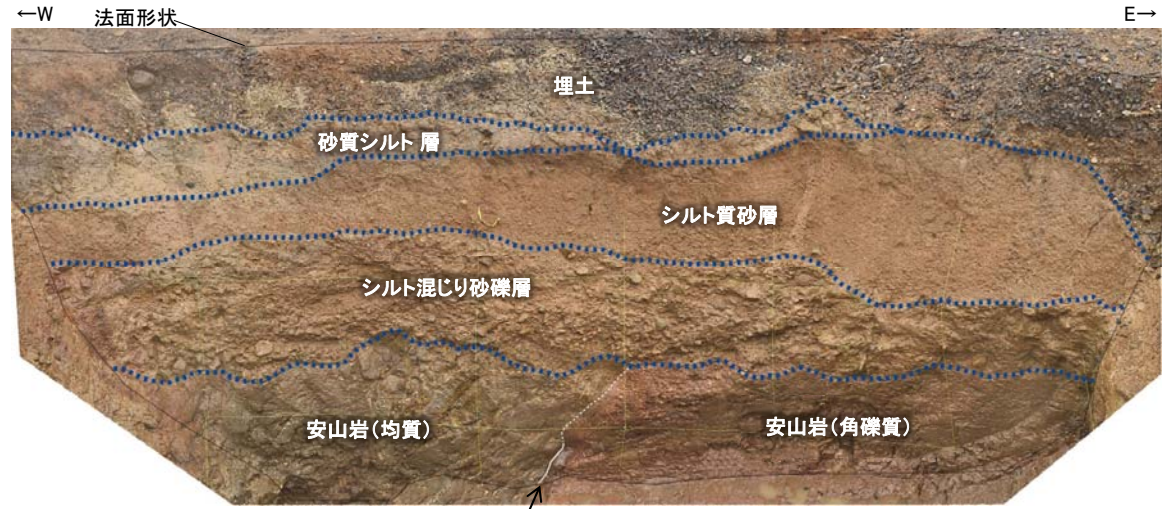 ←W
法面形状
E→
埋土
砂質シルト 層
シルト質砂層
シルト混じり砂礫層
安山岩(均質)
安山岩(角礫質)